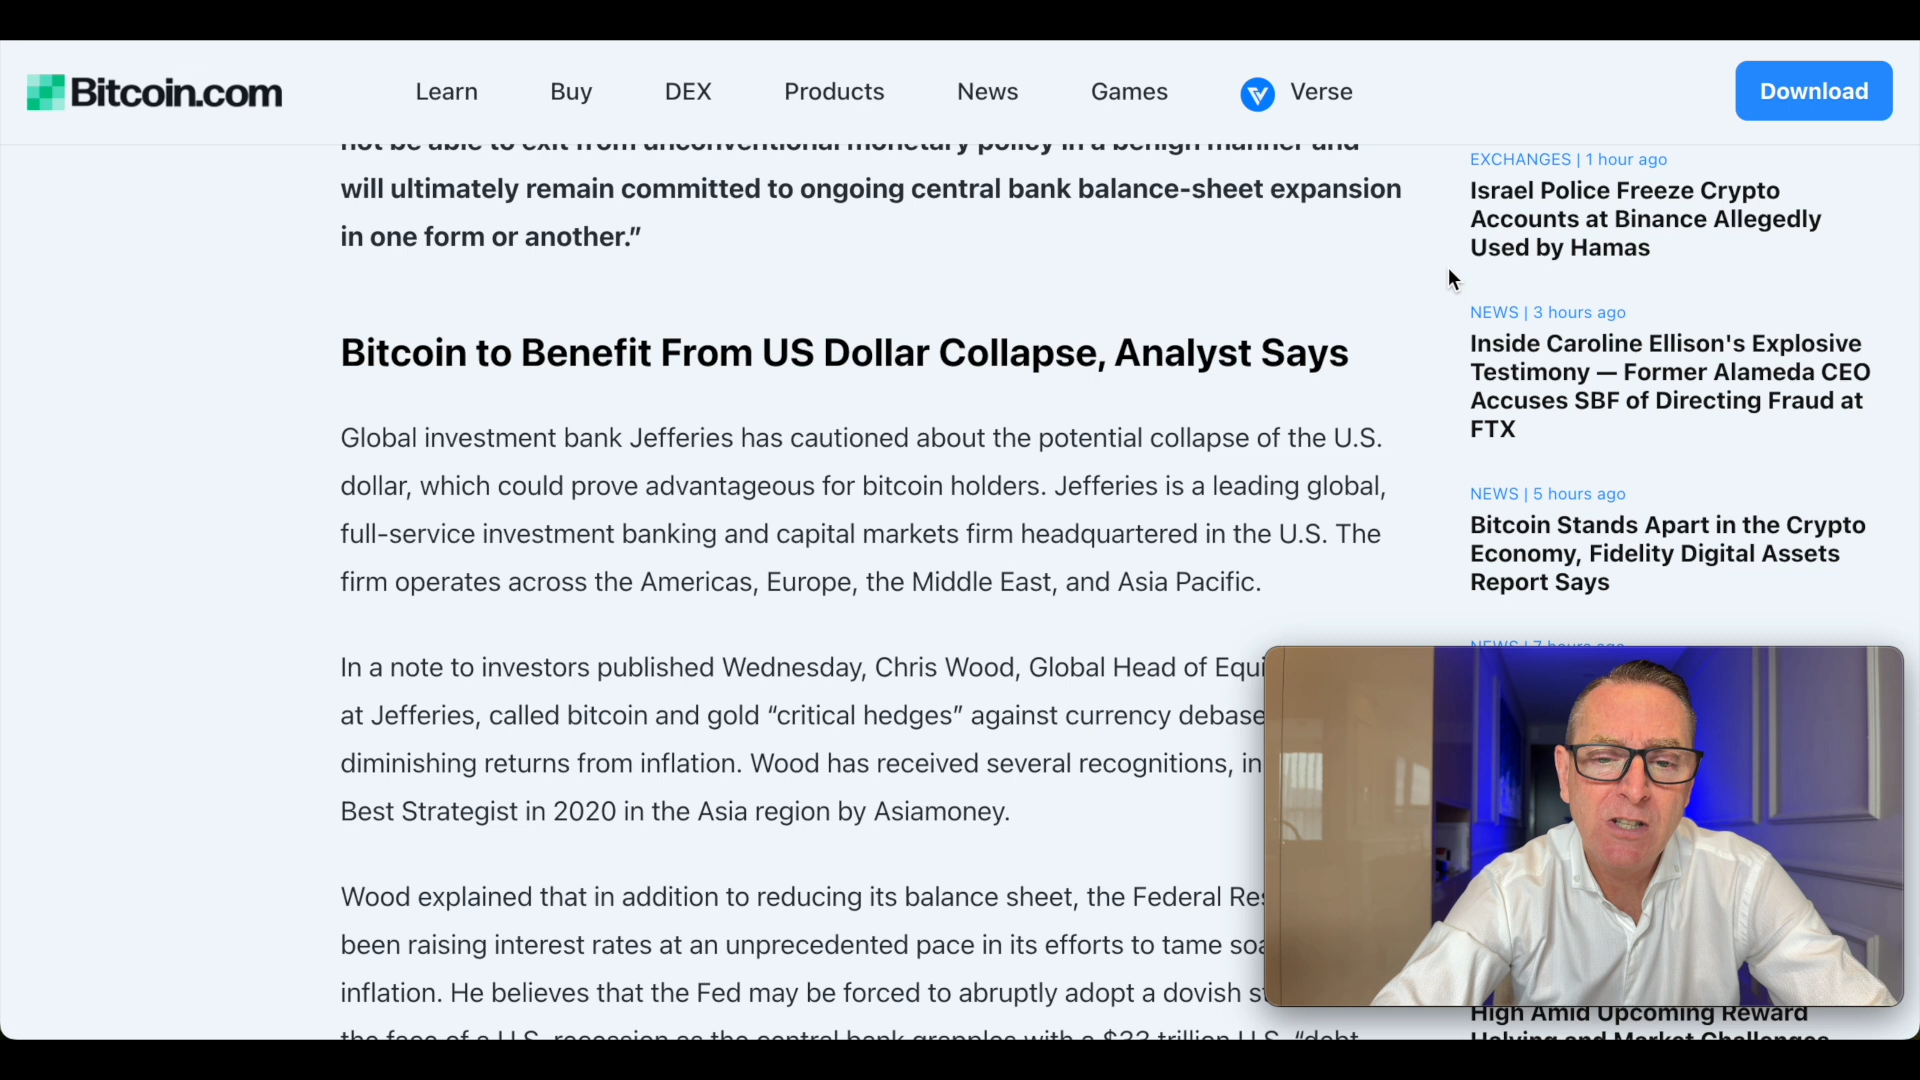 Bitcoin.com
Learn
Buy
DEX
Products
News
Games
Verse
Download
not be able to exit from unconventional monetary policy in a benign manner and
will ultimately remain committed to ongoing central bank balance-sheet expansion
in one form or another.”
Bitcoin to Benefit From US Dollar Collapse, Analyst Says
Global investment bank Jefferies has cautioned about the potential collapse of the U.S.
dollar, which could prove advantageous for bitcoin holders. Jefferies is a leading global,
full-service investment banking and capital markets firm headquartered in the U.S. The
firm operates across the Americas, Europe, the Middle East, and Asia Pacific.
In a note to investors published Wednesday, Chris Wood, Global Head of
at Jefferies, called bitcoin and gold “critical hedges” against currency
diminishing returns from inflation. Wood has received several recognitions,
Best Strategist in 2020 in the Asia region by Asiamoney.
Wood explained that in addition to reducing its balance sheet, the Federal
been raising interest rates at an unprecedented pace in its efforts to tame
inflation. He believes that the Fed may be forced to abruptly adopt a dovish
the face of a U.S. recession as the central bank grapples with a $33 trillion U.S. “debt
EXCHANGES | 1 hour ago
Israel Police Freeze Crypto
Accounts at Binance Allegedly
Used by Hamas
NEWS | 3 hours ago
Inside Caroline Ellison's Explosive
Testimony — Former Alameda CEO
Accuses SBF of Directing Fraud at
FTX
NEWS | 5 hours ago
Bitcoin Stands Apart in the Crypto
Economy, Fidelity Digital Assets
Report Says
NEWS | 7 hours ago
High Amid Upcoming Reward
Halving and Market Challenges